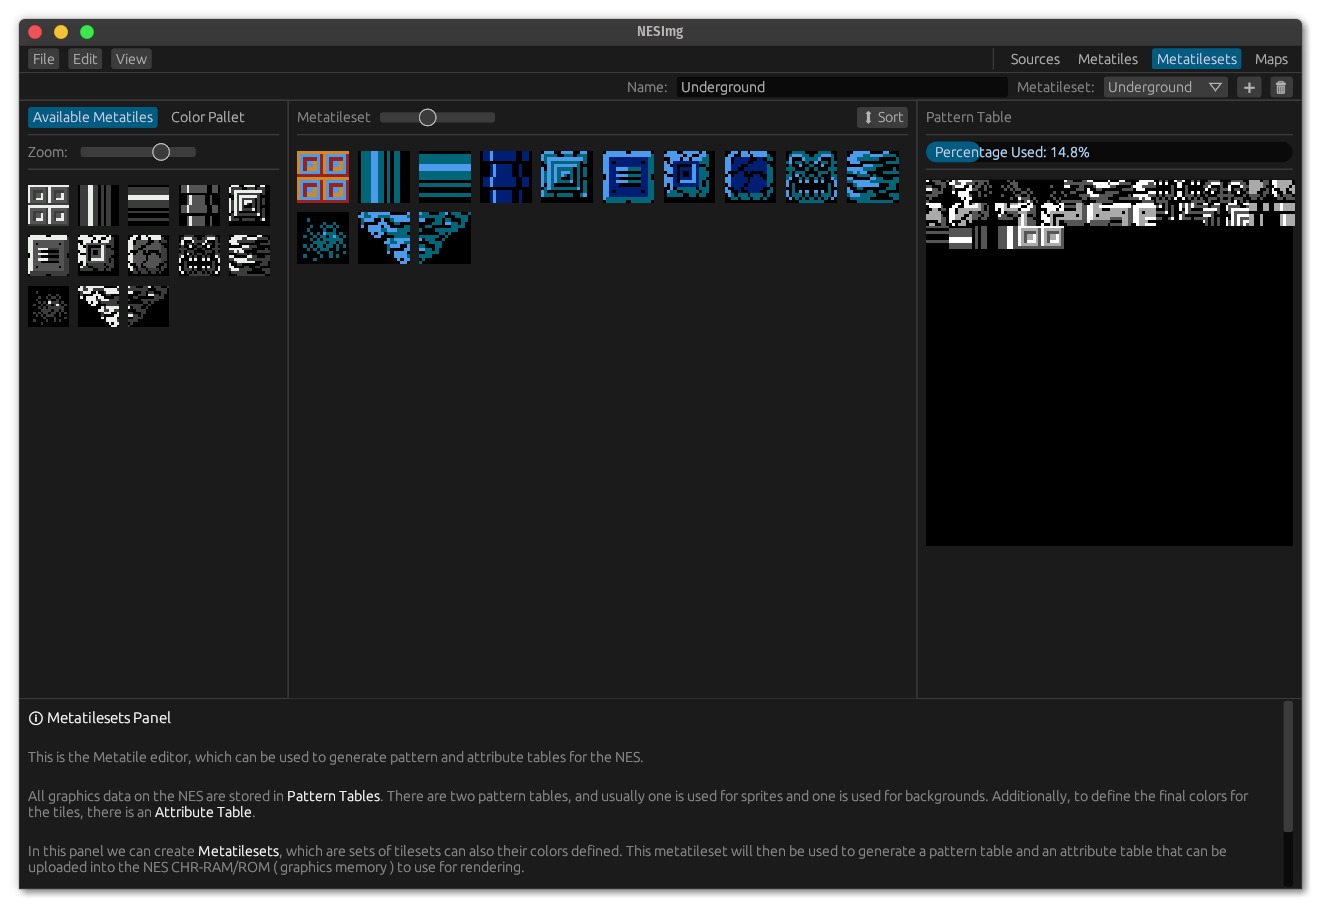 NESImg
File Edit View Sources Metatiles Metatilesets Maps
Name: Underground Metatileset: Underground
Available Metatiles Color Pallet Metatileset Sort Pattern Table
Zoom: Percentage Used: 14.8%
Metatilesets Panel
This is the Metatile editor, which can be used to generate pattern and attribute tables for the NES.
All graphics data on the NES are stored in Pattern Tables. There are two pattern tables, and usually one is used for sprites and one is used for backgrounds. Additionally, to define the final colors for
the tiles, there is an Attribute Table.
In this panel we can create Metatilesets, which are sets of tilesets can also their colors defined. This metatileset will then be used to generate a pattern table and an attribute table that can be
uploaded into the NES CHR-RAM/ROM ( graphics memory ) to use for rendering.